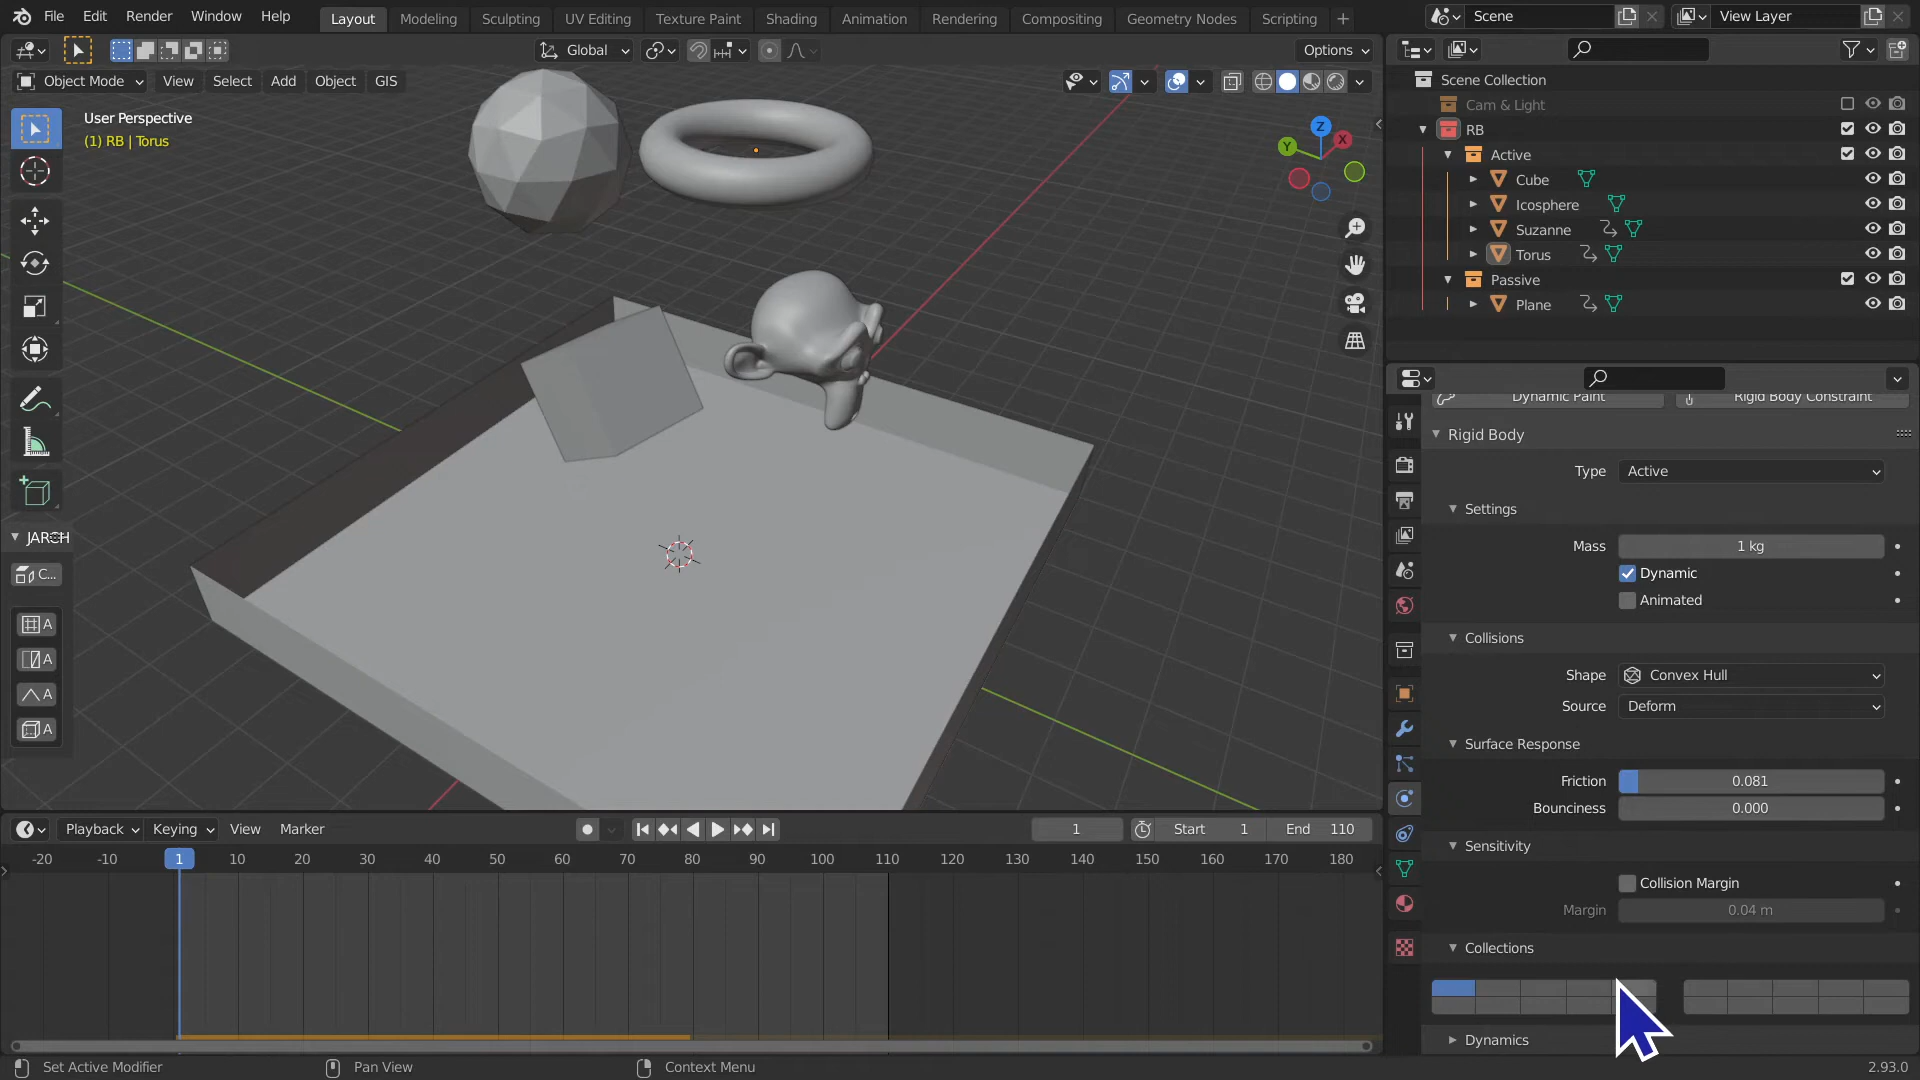 File Edit Render Window Help Layout Modeling Sculpting UV Editing Texture Paint Shading Animation Rendering Compositing Geometry Nodes Scripting + Scene View Layer
Global Options
Object Mode View Select Add Object GIS
User Perspective
(1) RB | Torus
Z
X
Y
Scene Collection
Cam & Light
RB
Active
Cube
Icosphere
Suzanne
Torus
Passive
Plane
JARCH
C...
A
A
A
A
Dynamic Paint Rigid Body Constraint
Rigid Body
Type Active
Settings
Mass 1 kg
Dynamic
Animated
Collisions
Shape Convex Hull
Source Deform
Surface Response
Friction 0.081
Bounciness 0.000
Sensitivity
Collision Margin
Margin 0.04 m
Collections
Dynamics
Playback Keying View Marker 1 Start 1 End 110
-20 -10 1 10 20 30 40 50 60 70 80 90 100 110 120 130 140 150 160 170 180
Set Active Modifier Pan View Context Menu 2.93.0